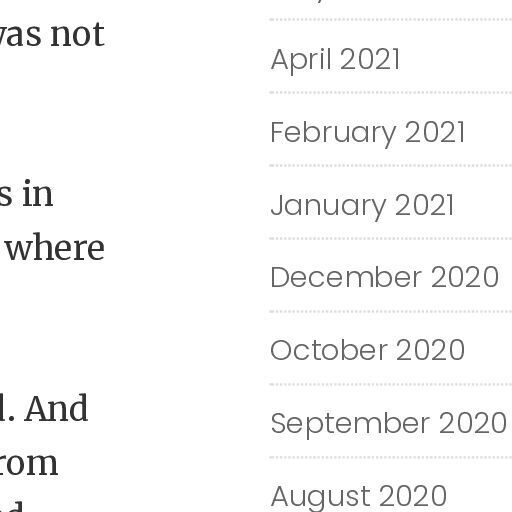 was not
s in
where
And
rom
April 2021
February 2021
January 2021
December 2020
October 2020
September 2020
August 2020